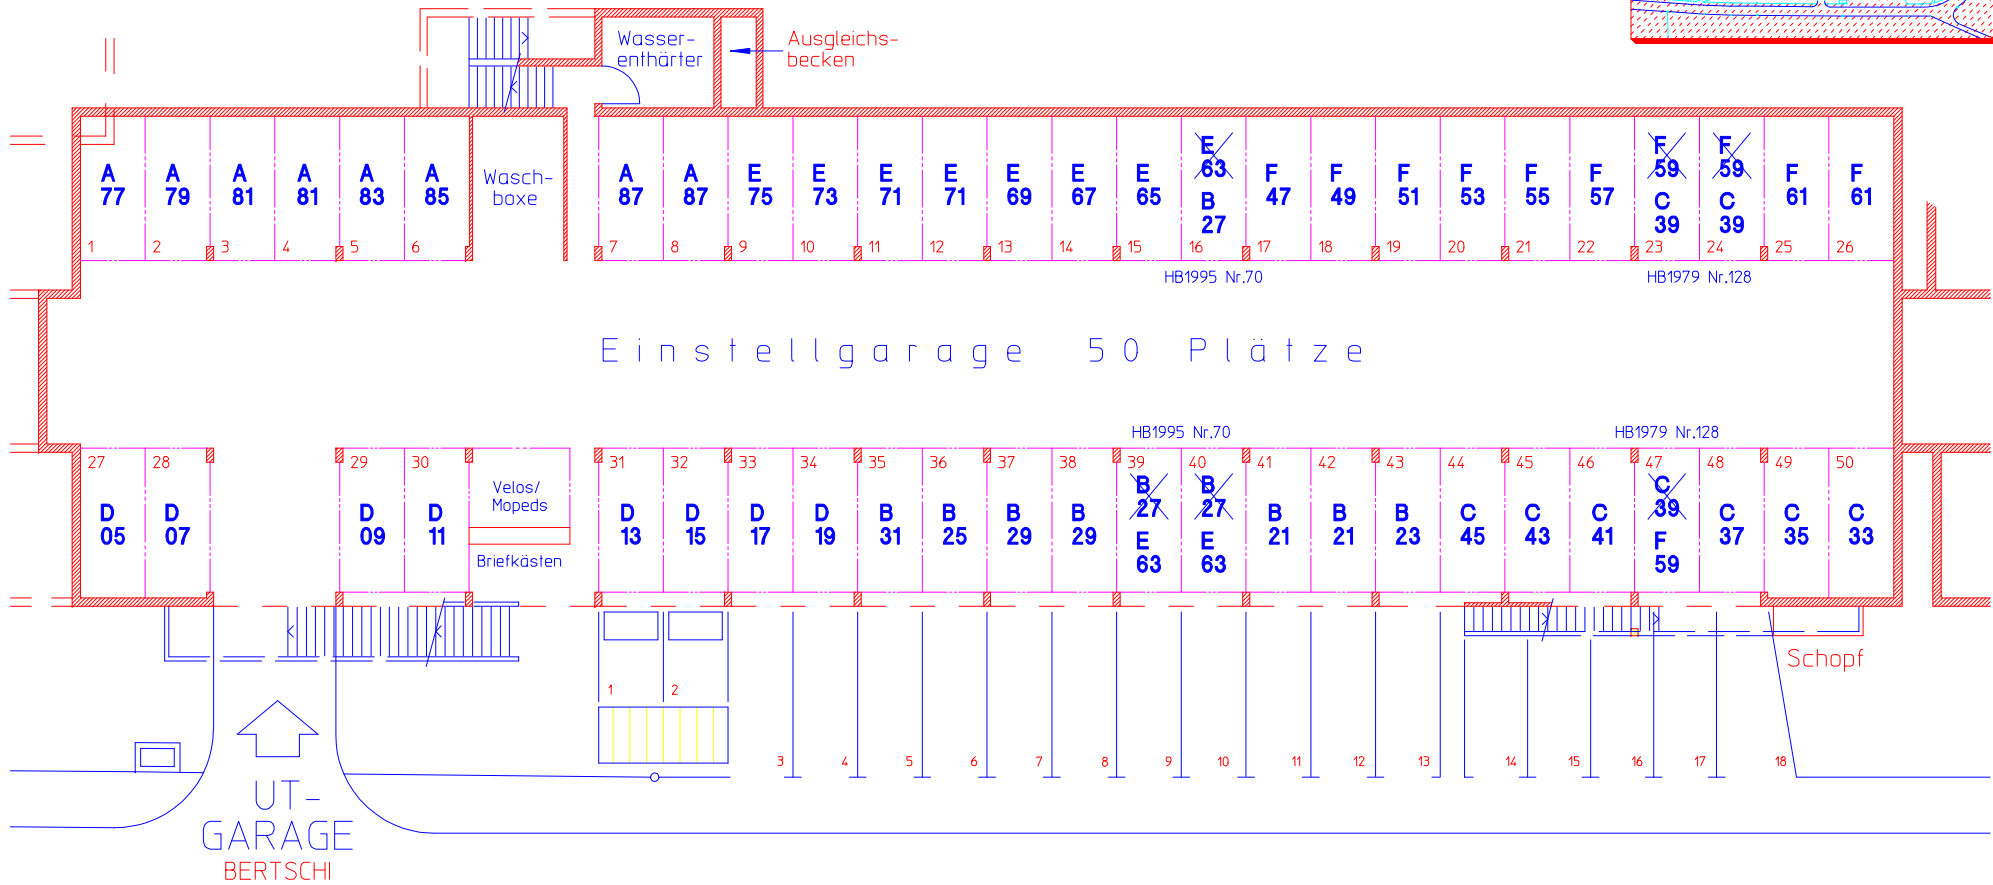 Wasser-
enthärter
Ausgleichs-
becken
A A A A A A
77 79 81 81 83 85
Wasch-
boxe
A A E E E E E E E E F F F F F F F F F F
87 87 75 73 71 71 69 67 65 63 47 49 51 53 55 57 59 59 61 61
B C C
27 39 39
1 2 3 4 5 6 7 8 9 10 11 12 13 14 15 16 17 18 19 20 21 22 23 24 25 26
HB1995 Nr.70 HB1979 Nr.128
Einstellgarage 50 Plätze
HB1995 Nr.70 HB1979 Nr.128
27 28 29 30 31 32 33 34 35 36 37 38 39 40 41 42 43 44 45 46 47 48 49 50
Velos/
Mopeds
Briefkästen
D D D D D D D D B B B B B B B B B C C C C C C C
05 07 09 11 13 15 17 19 31 25 29 29 27 27 21 21 23 45 43 41 39 37 35 33
E E F
63 63 59
Schopf
1 2
3 4 5 6 7 8 9 10 11 12 13 14 15 16 17 18
UT-
GARAGE
BERTSCHI